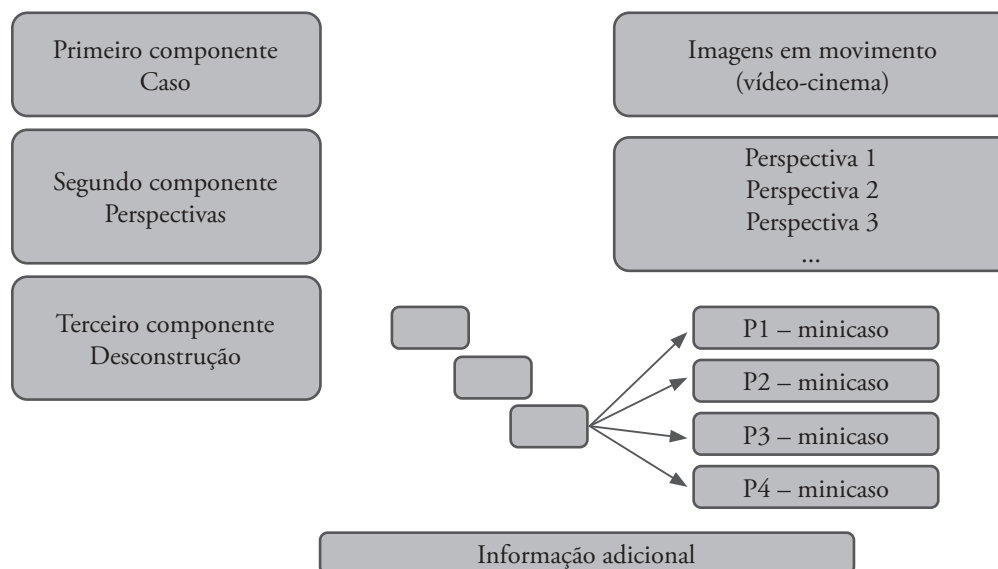 Primeiro componente
Caso
Imagens em movimento
(vídeo-cinema)
Segundo componente
Perspectivas
Perspectiva 1
Perspectiva 2
Perspectiva 3
...
Terceiro componente
Desconstrução
P1 – minicaso
P2 – minicaso
P3 – minicaso
P4 – minicaso
Informação adicional